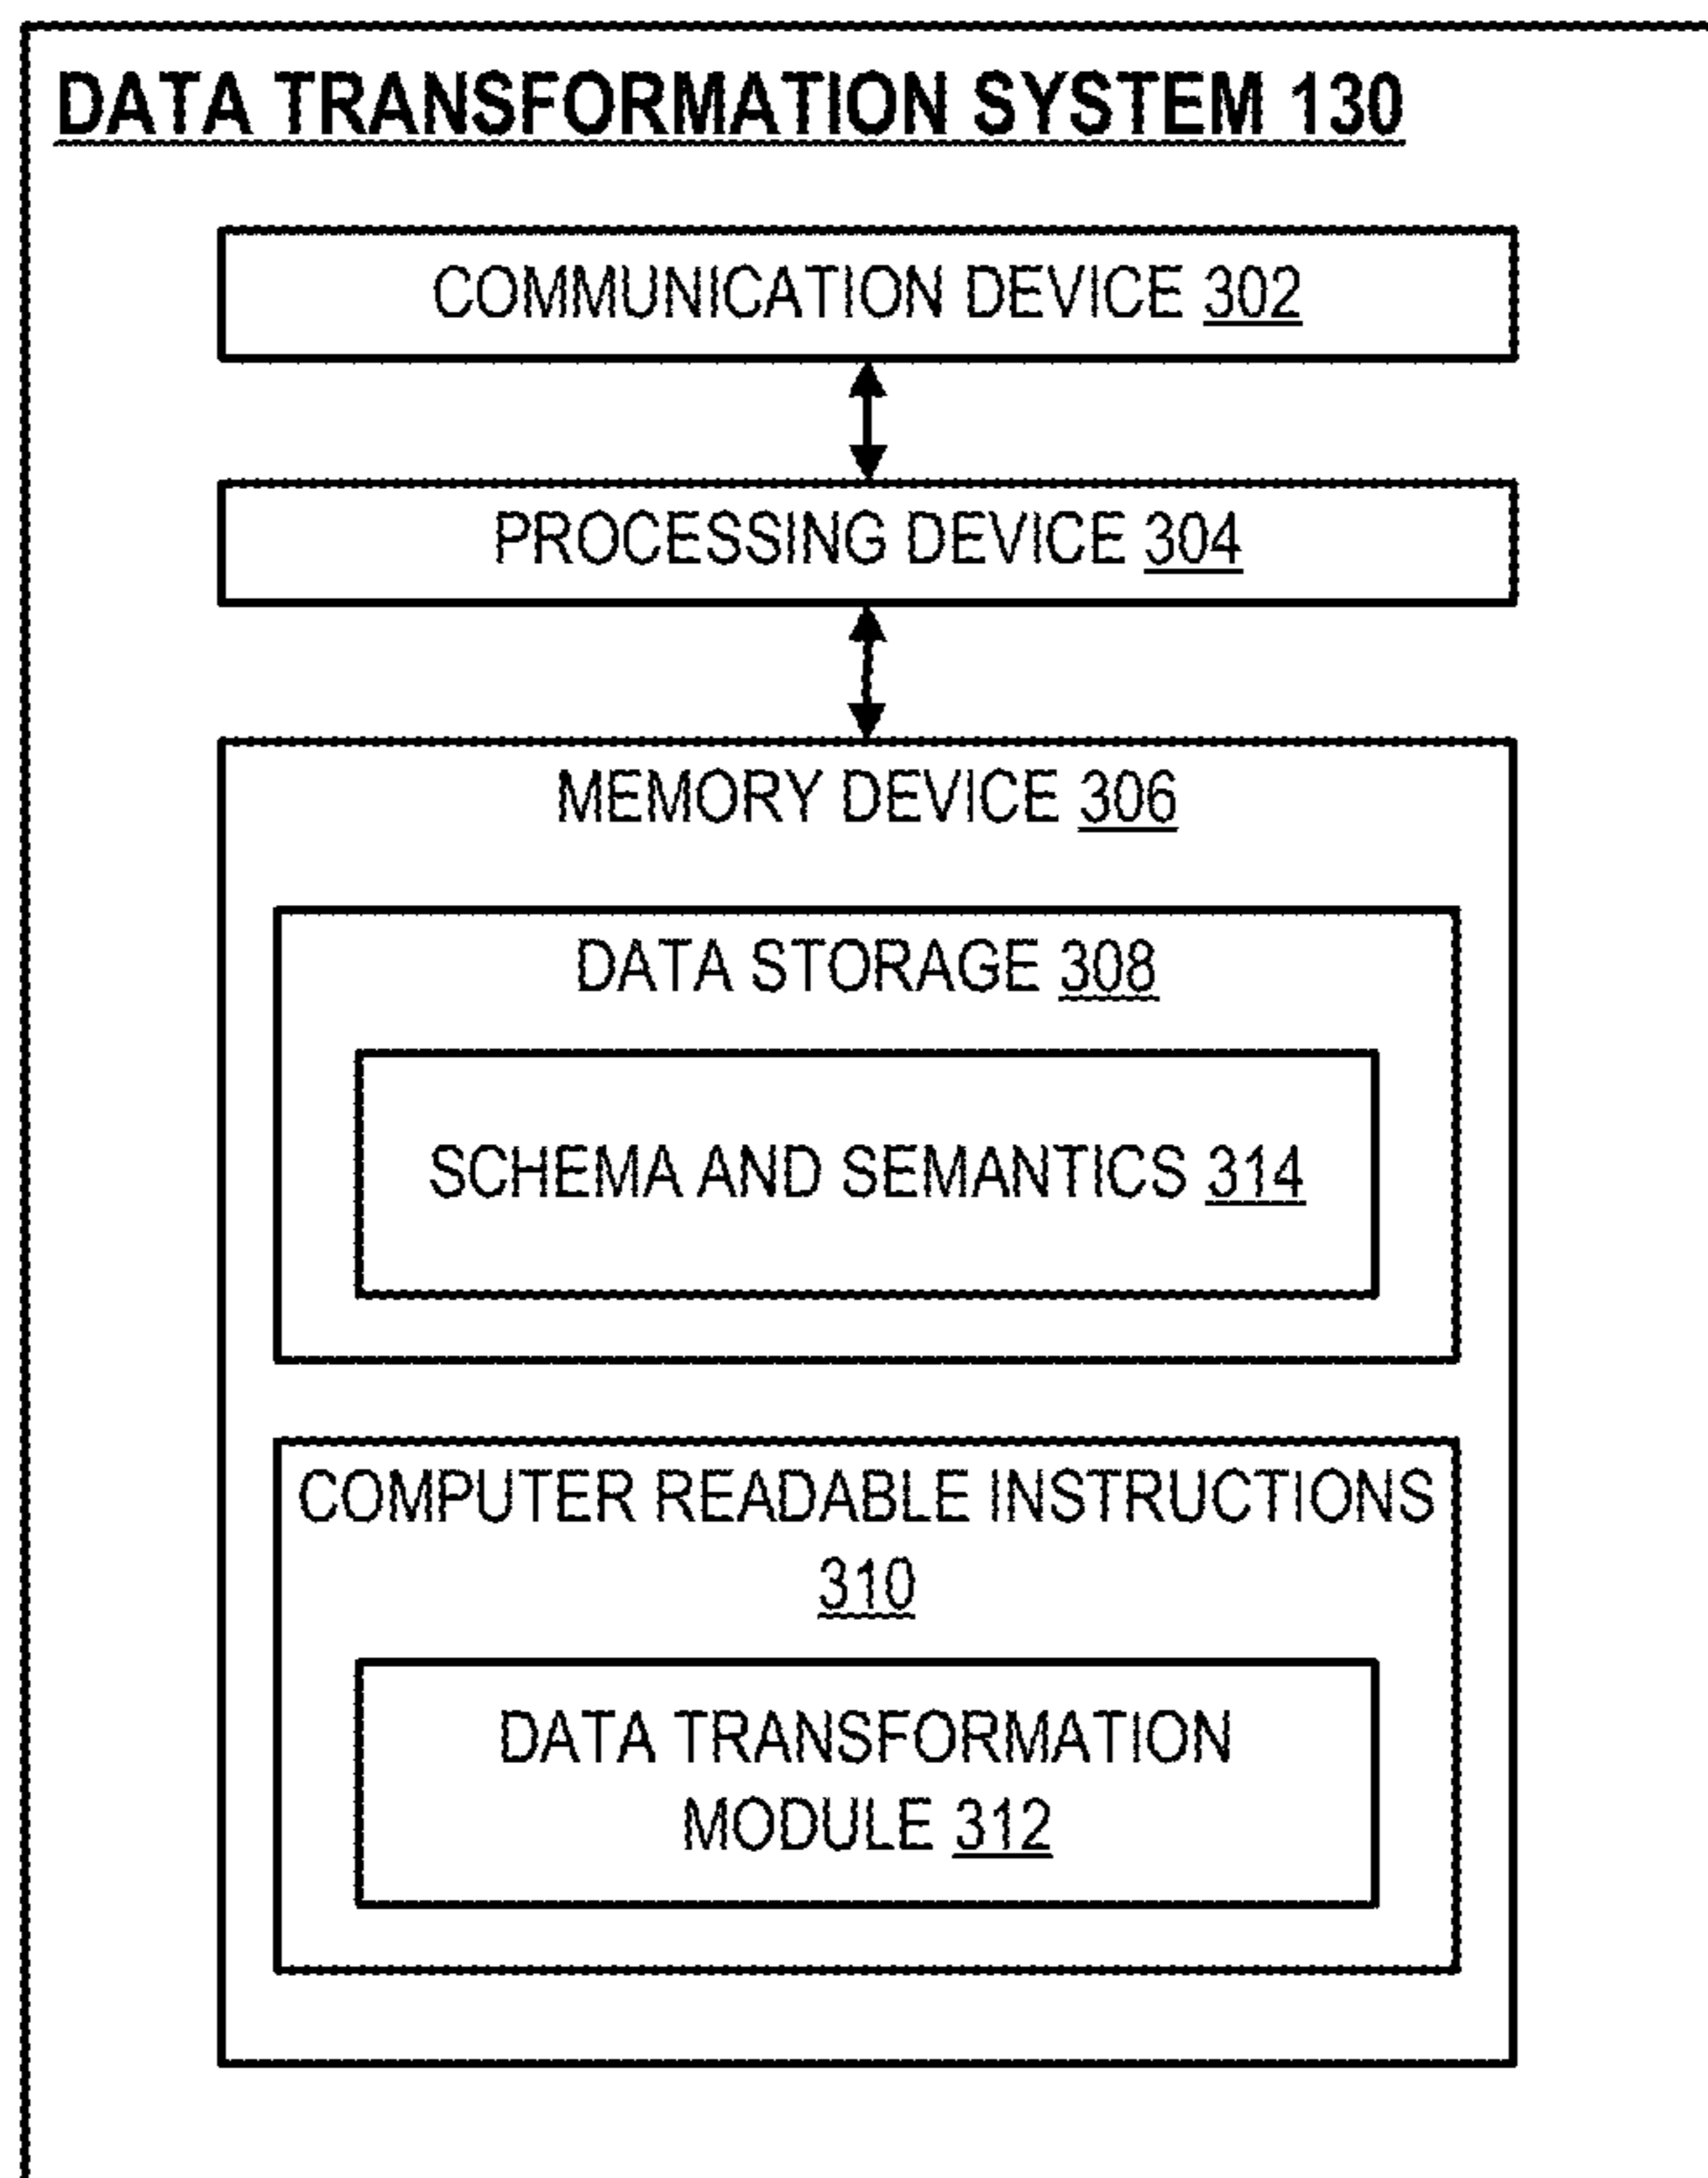 DATA TRANSFORMATION SYSTEM 130
COMMUNICATION DEVICE 302
PROCESSING DEVICE 304
MEMORY DEVICE 306
DATA STORAGE 308
SCHEMA AND SEMANTICS 314
COMPUTER READABLE INSTRUCTIONS
310
DATA TRANSFORMATION
MODULE 312